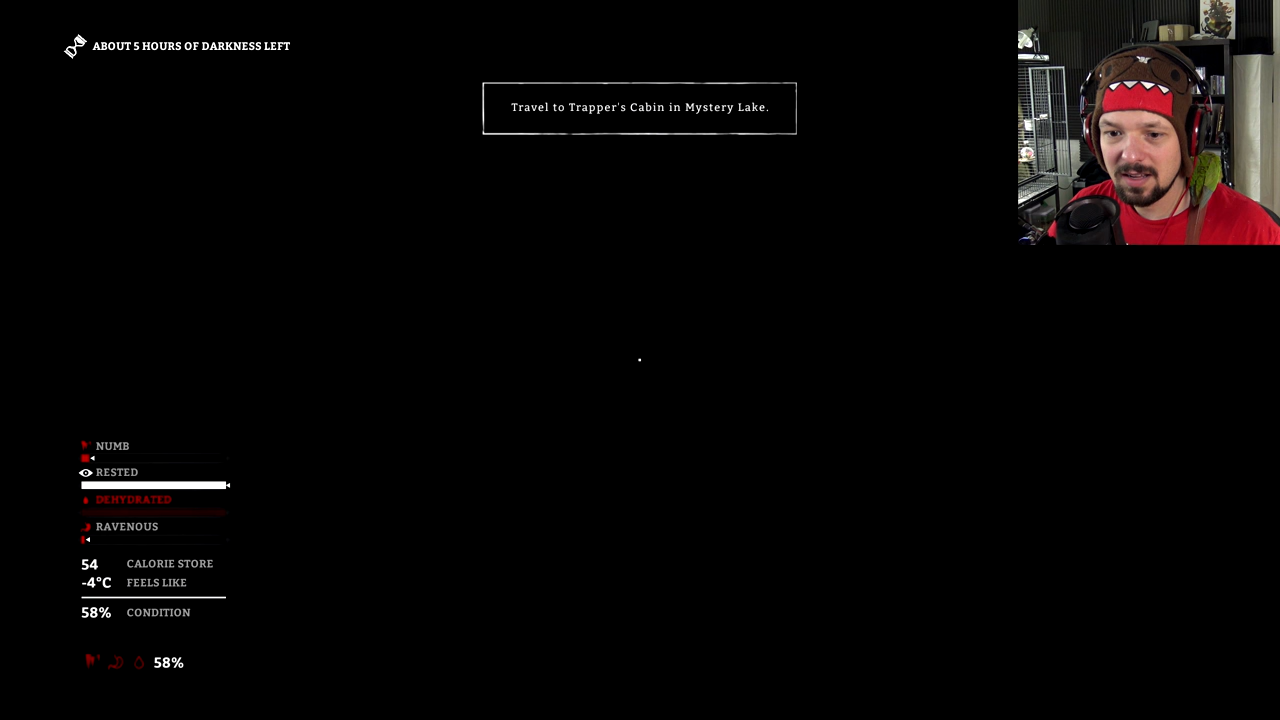 ABOUT 5 HOURS OF DARKNESS LEFT
Travel to Trapper's Cabin in Mystery Lake.
NUMB
RESTED
DEHYDRATED
RAVENOUS
54 CALORIE STORE
-4°C FEELS LIKE
58% CONDITION
58%